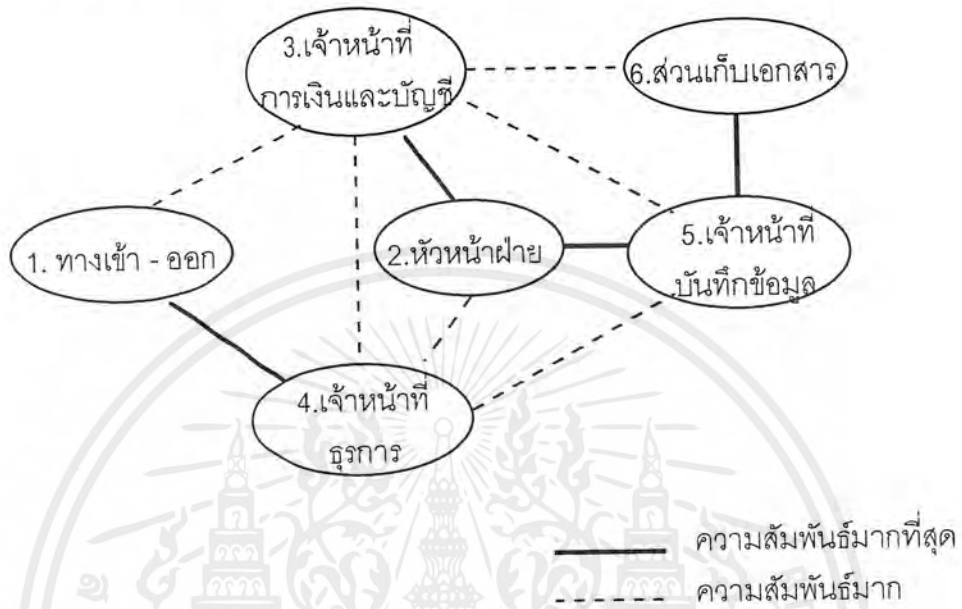 3.เจ้าหน้าที่
การเงินและบัญชี
6.ส่วนเก็บเอกสาร
1. ทางเข้า - ออก
2.หัวหน้าฝ่าย
5.เจ้าหน้าที่
บันทึกข้อมูล
4.เจ้าหน้าที่
ธุรการ
ความสัมพันธ์มากที่สุด
ความสัมพันธ์มาก